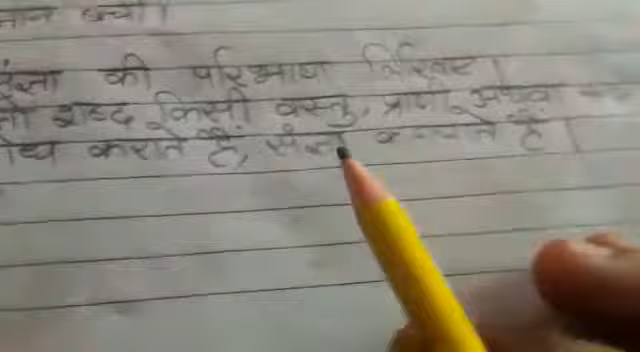 संज्ञा की परिभाषा लिखिए।
जो शब्द किसी वस्तु, प्राणी अथवा
बोध कराते हैं, संज्ञा कहलाते हैं।